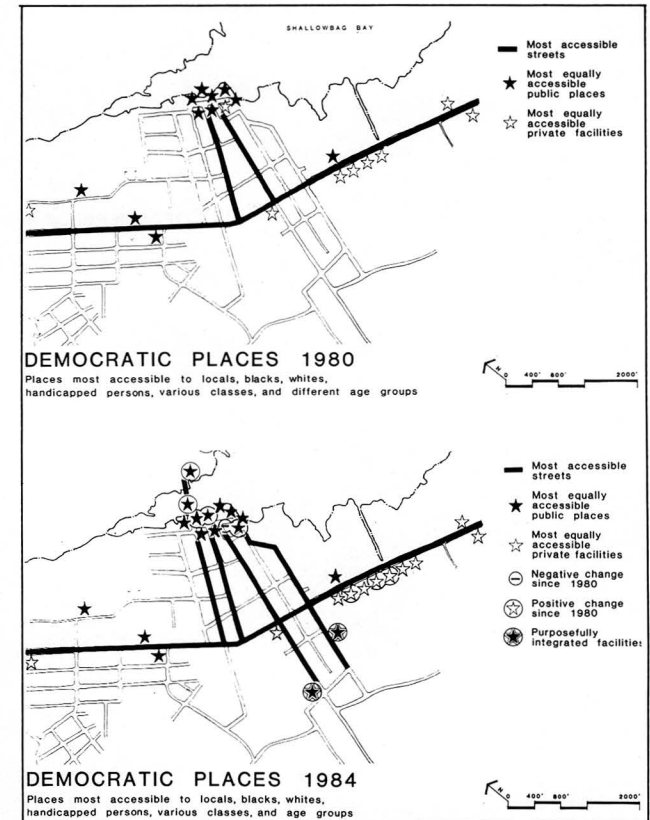 SHALLOWBAG BAY
Most accessible
streets
Most equally
accessible
public places
Most equally
accessible
private facilities
DEMOCRATIC PLACES 1980
Places most accessible to locals, blacks, whites,
handicapped persons, various classes, and different age groups
N
0 400' 800' 2000'
Most accessible
streets
Most equally
accessible
public places
Most equally
accessible
private facilities
Negative change
since 1980
Positive change
since 1980
Purposefully
integrated facilities
DEMOCRATIC PLACES 1984
Places most accessible to locals, blacks, whites,
handicapped persons, various classes, and age groups
N
0 400' 800' 2000'